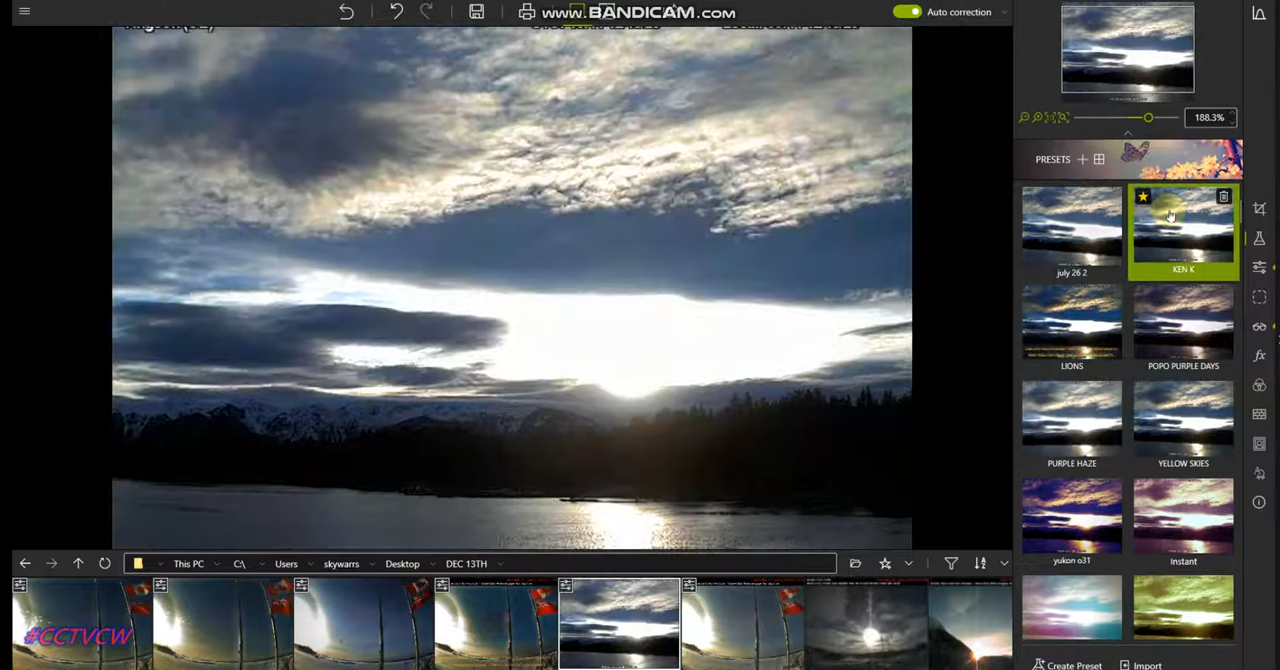 www.BANDICAM.com
Auto correction
188.3%
PRESETS
july 26 2
KEN K
LIONS
POPO PURPLE DAYS
PURPLE HAZE
YELLOW SKIES
yukon o31
Instant
This PC
C:\
Users
skywarrs
Desktop
DEC 13TH
#CCTVCW
Create Preset
Import